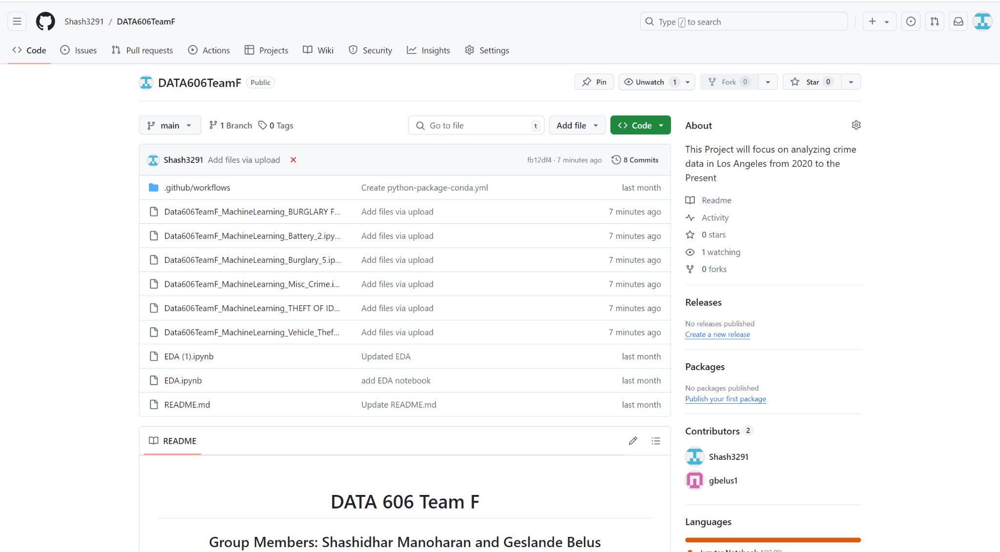 Shash3291 / DATA606TeamF
Type / to search
Code Issues Pull requests Actions Projects Wiki Security Insights Settings
DATA606TeamF Public
Pin Unwatch 1 Fork 0 Star 0
main 1 Branch 0 Tags
Go to file t
Add file Code
Shash3291 Add files via upload fb12df4 · 7 minutes ago 8 Commits
.github/workflows Create python-package-conda.yml last month
Data606TeamF_MachineLearning_BURGLARY F... Add files via upload 7 minutes ago
Data606TeamF_MachineLearning_Battery_2.ipy... Add files via upload 7 minutes ago
Data606TeamF_MachineLearning_Burglary_5.ip... Add files via upload 7 minutes ago
Data606TeamF_MachineLearning_Misc_Crime.i... Add files via upload 7 minutes ago
Data606TeamF_MachineLearning_THEFT OF ID... Add files via upload 7 minutes ago
Data606TeamF_MachineLearning_Vehicle_Thef... Add files via upload 7 minutes ago
EDA (1).ipynb Updated EDA last month
EDA.ipynb add EDA notebook last month
README.md Update README.md last month
README
DATA 606 Team F
Group Members: Shashidhar Manoharan and Geslande Belus
About
This Project will focus on analyzing crime
data in Los Angeles from 2020 to the
Present
Readme
Activity
0 stars
1 watching
0 forks
Releases
No releases published
Create a new release
Packages
No packages published
Publish your first package
Contributors 2
Shash3291
gbelus1
Languages
Jupyter Notebook 100.0%